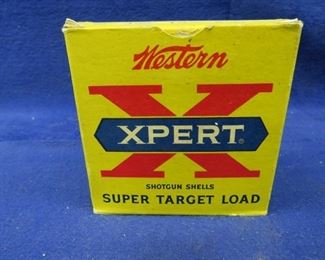 Western
X
XPERT®
SHOTGUN SHELLS
SUPER TARGET LOAD